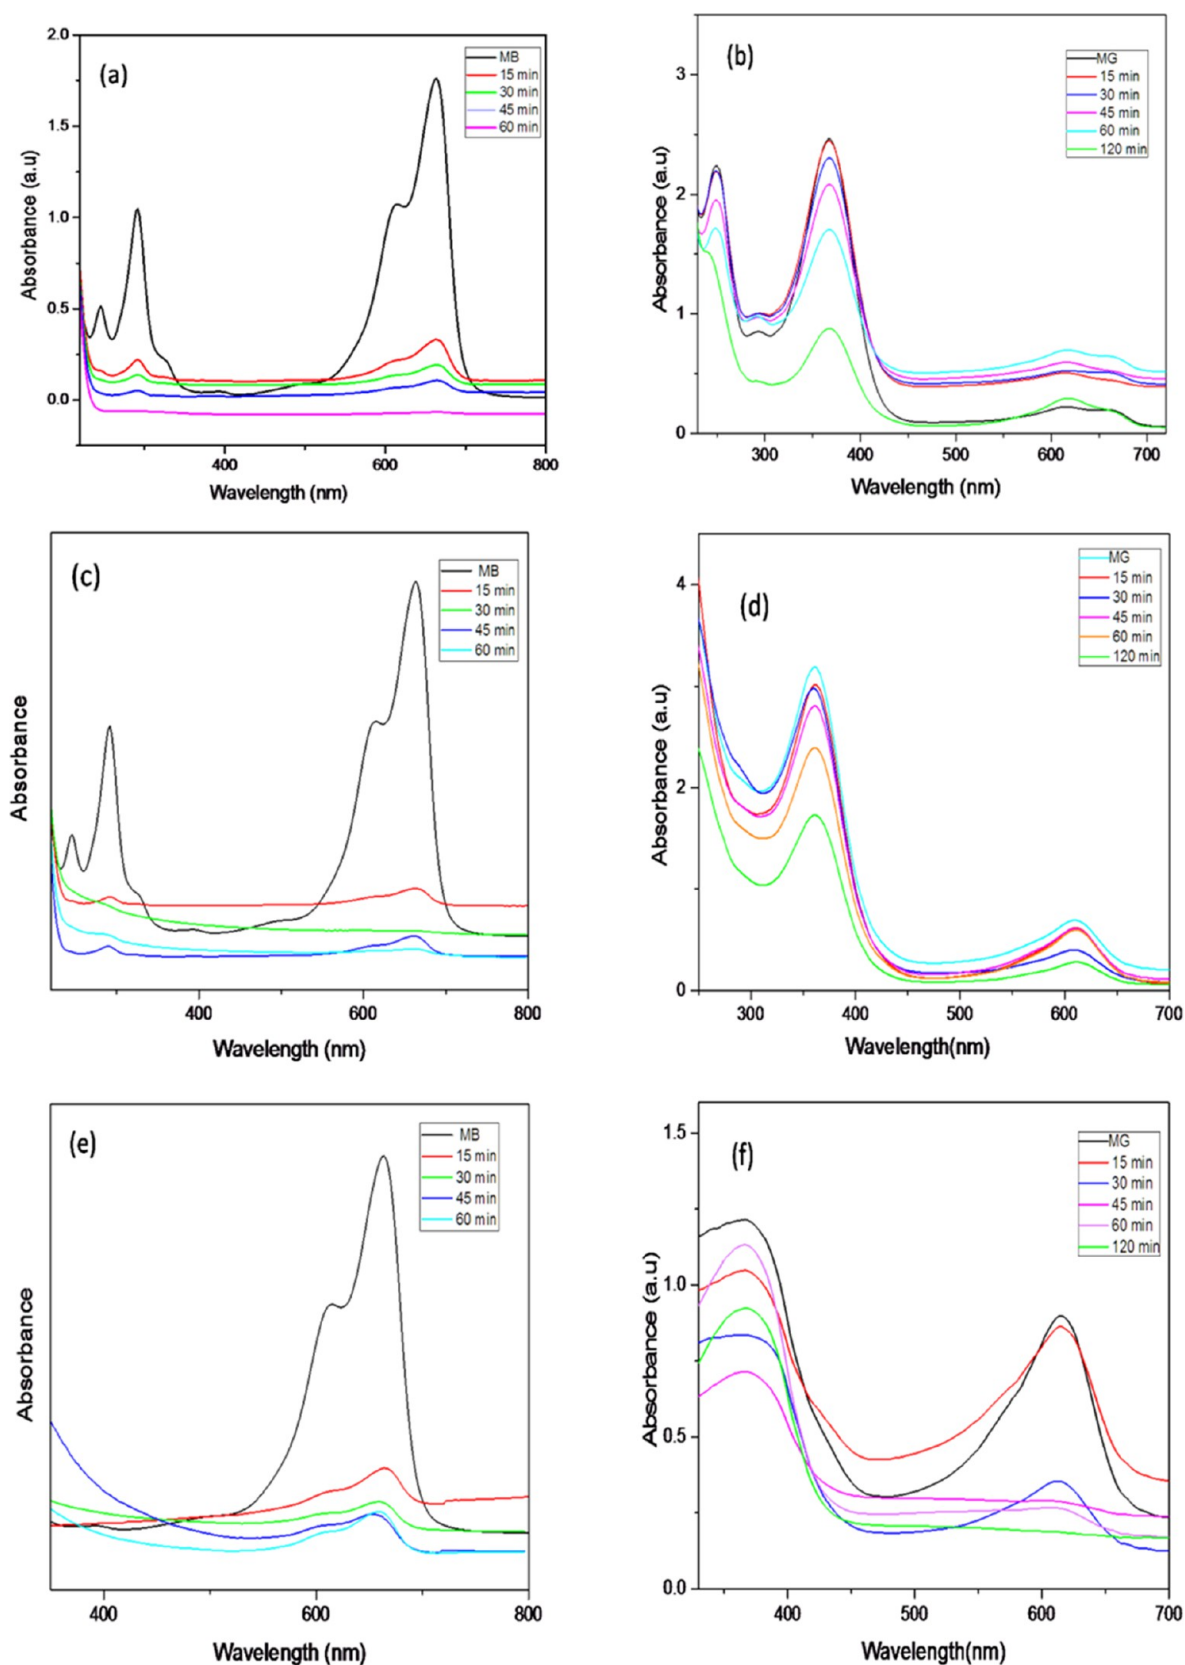 (a)
MB
15 min
30 min
45 min
60 min
2.0
1.5
1.0
0.5
0.0
Absorbance (a.u)
400
600
800
Wavelength (nm)
(b)
MG
15 min
30 min
45 min
60 min
120 min
3
2
1
0
Absorbance (a.u)
300
400
500
600
700
Wavelength (nm)
(c)
MB
15 min
30 min
45 min
60 min
Absorbance
400
600
800
Wavelength (nm)
(d)
MG
15 min
30 min
45 min
60 min
120 min
4
2
0
Absorbance (a.u)
300
400
500
600
700
Wavelength(nm)
(e)
MB
15 min
30 min
45 min
60 min
Absorbance
400
600
800
Wavelength (nm)
(f)
MG
15 min
30 min
45 min
60 min
120 min
1.5
1.0
0.5
0.0
Absorbance (a.u)
400
500
600
700
Wavelength(nm)